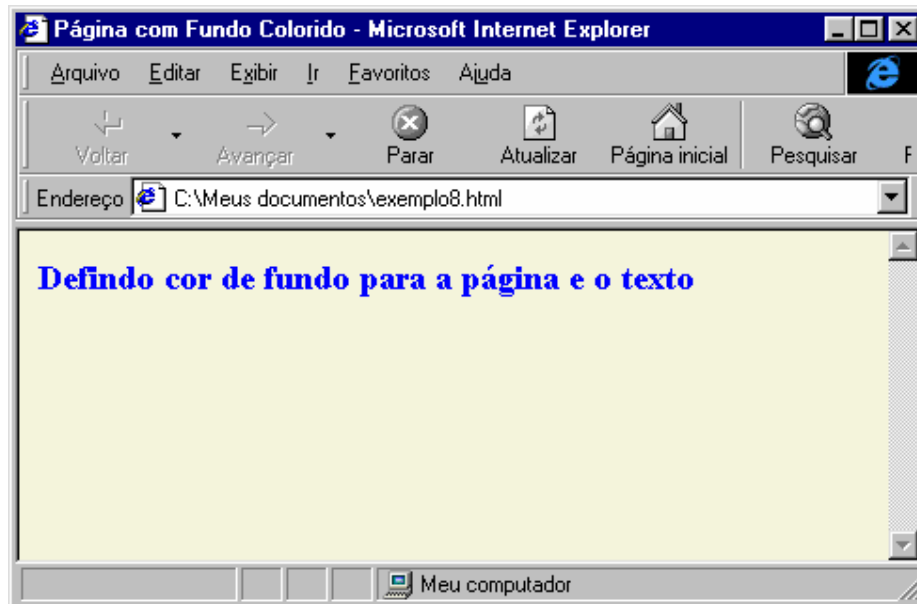 Página com Fundo Colorido - Microsoft Internet Explorer
Arquivo Editar Exibir Ir Favoritos Ajuda
Voltar Avançar Parar Atualizar Página inicial Pesquisar F
Endereço C:\Meus documentos\exemplo8.html
Defindo cor de fundo para a página e o texto
Meu computador